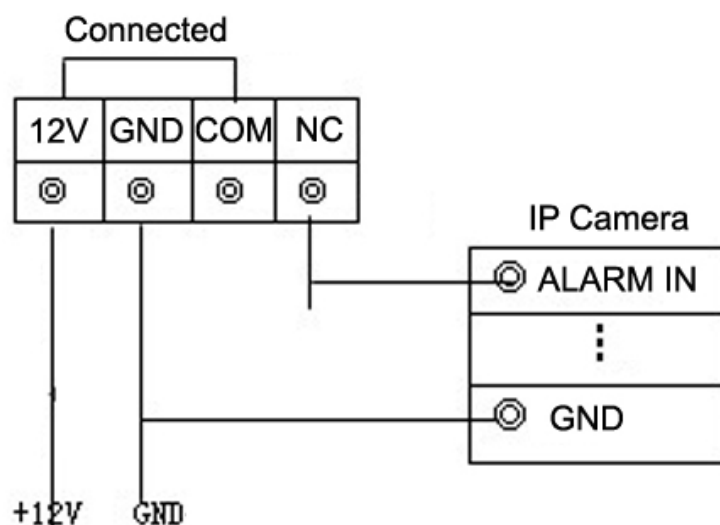 Connected
12V GND COM NC
IP Camera
ALARM IN
GND
+12V GND